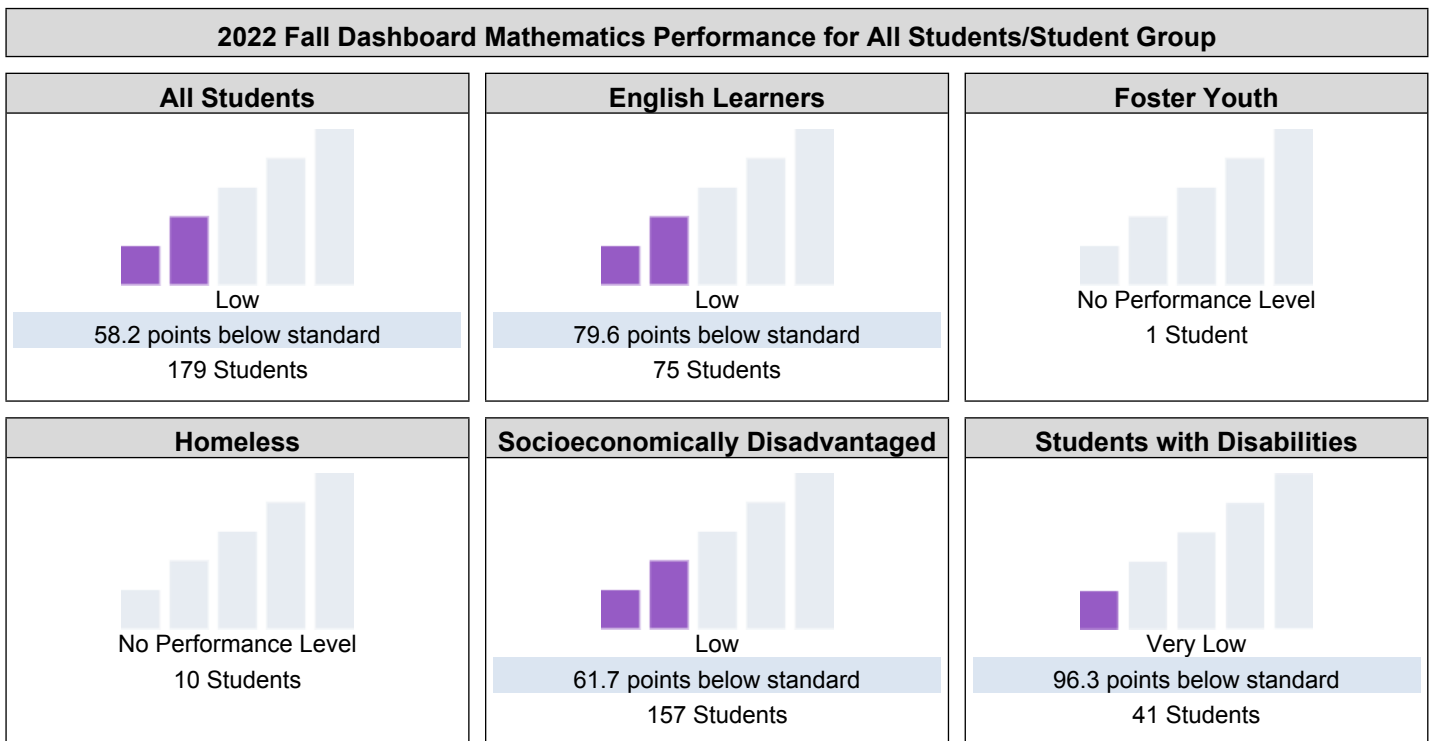 2022 Fall Dashboard Mathematics Performance for All Students/Student Group
All Students
Low
58.2 points below standard
179 Students
English Learners
Low
79.6 points below standard
75 Students
Foster Youth
No Performance Level
1 Student
Homeless
No Performance Level
10 Students
Socioeconomically Disadvantaged
Low
61.7 points below standard
157 Students
Students with Disabilities
Very Low
96.3 points below standard
41 Students